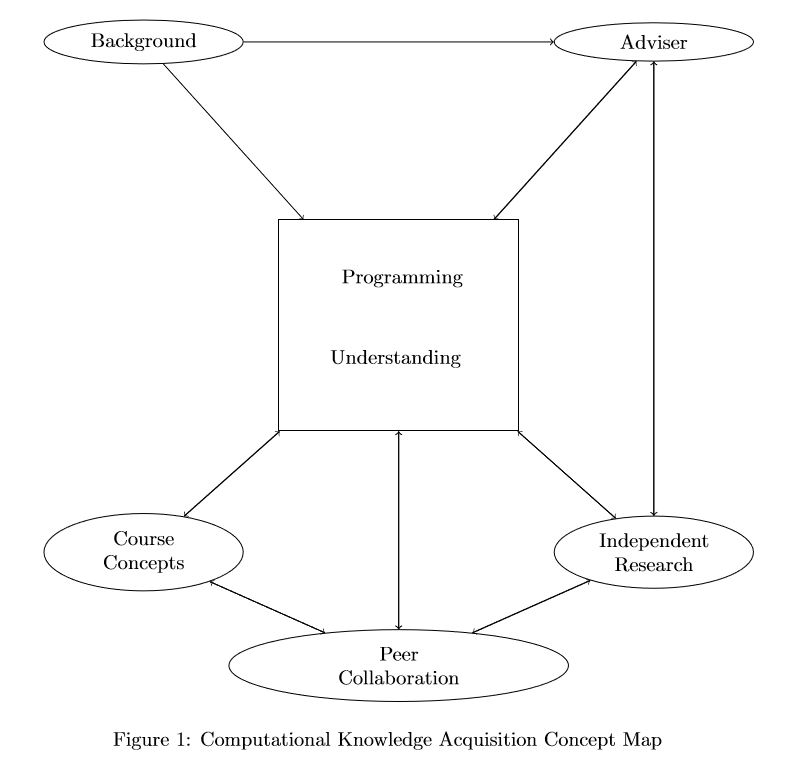 Background
Adviser
Programming
Understanding
Course
Concepts
Independent
Research
Peer
Collaboration
Figure 1: Computational Knowledge Acquisition Concept Map